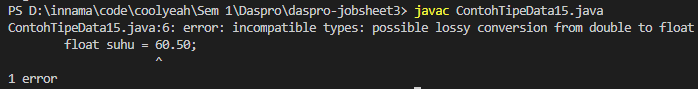 PS D:\innama\code\coolyeah\Sem 1\Daspro\daspro-jobsheet3> javac ContohTipeData15.java
ContohTipeData15.java:6: error: incompatible types: possible lossy conversion from double to float
        float suhu = 60.50;
                     ^
1 error